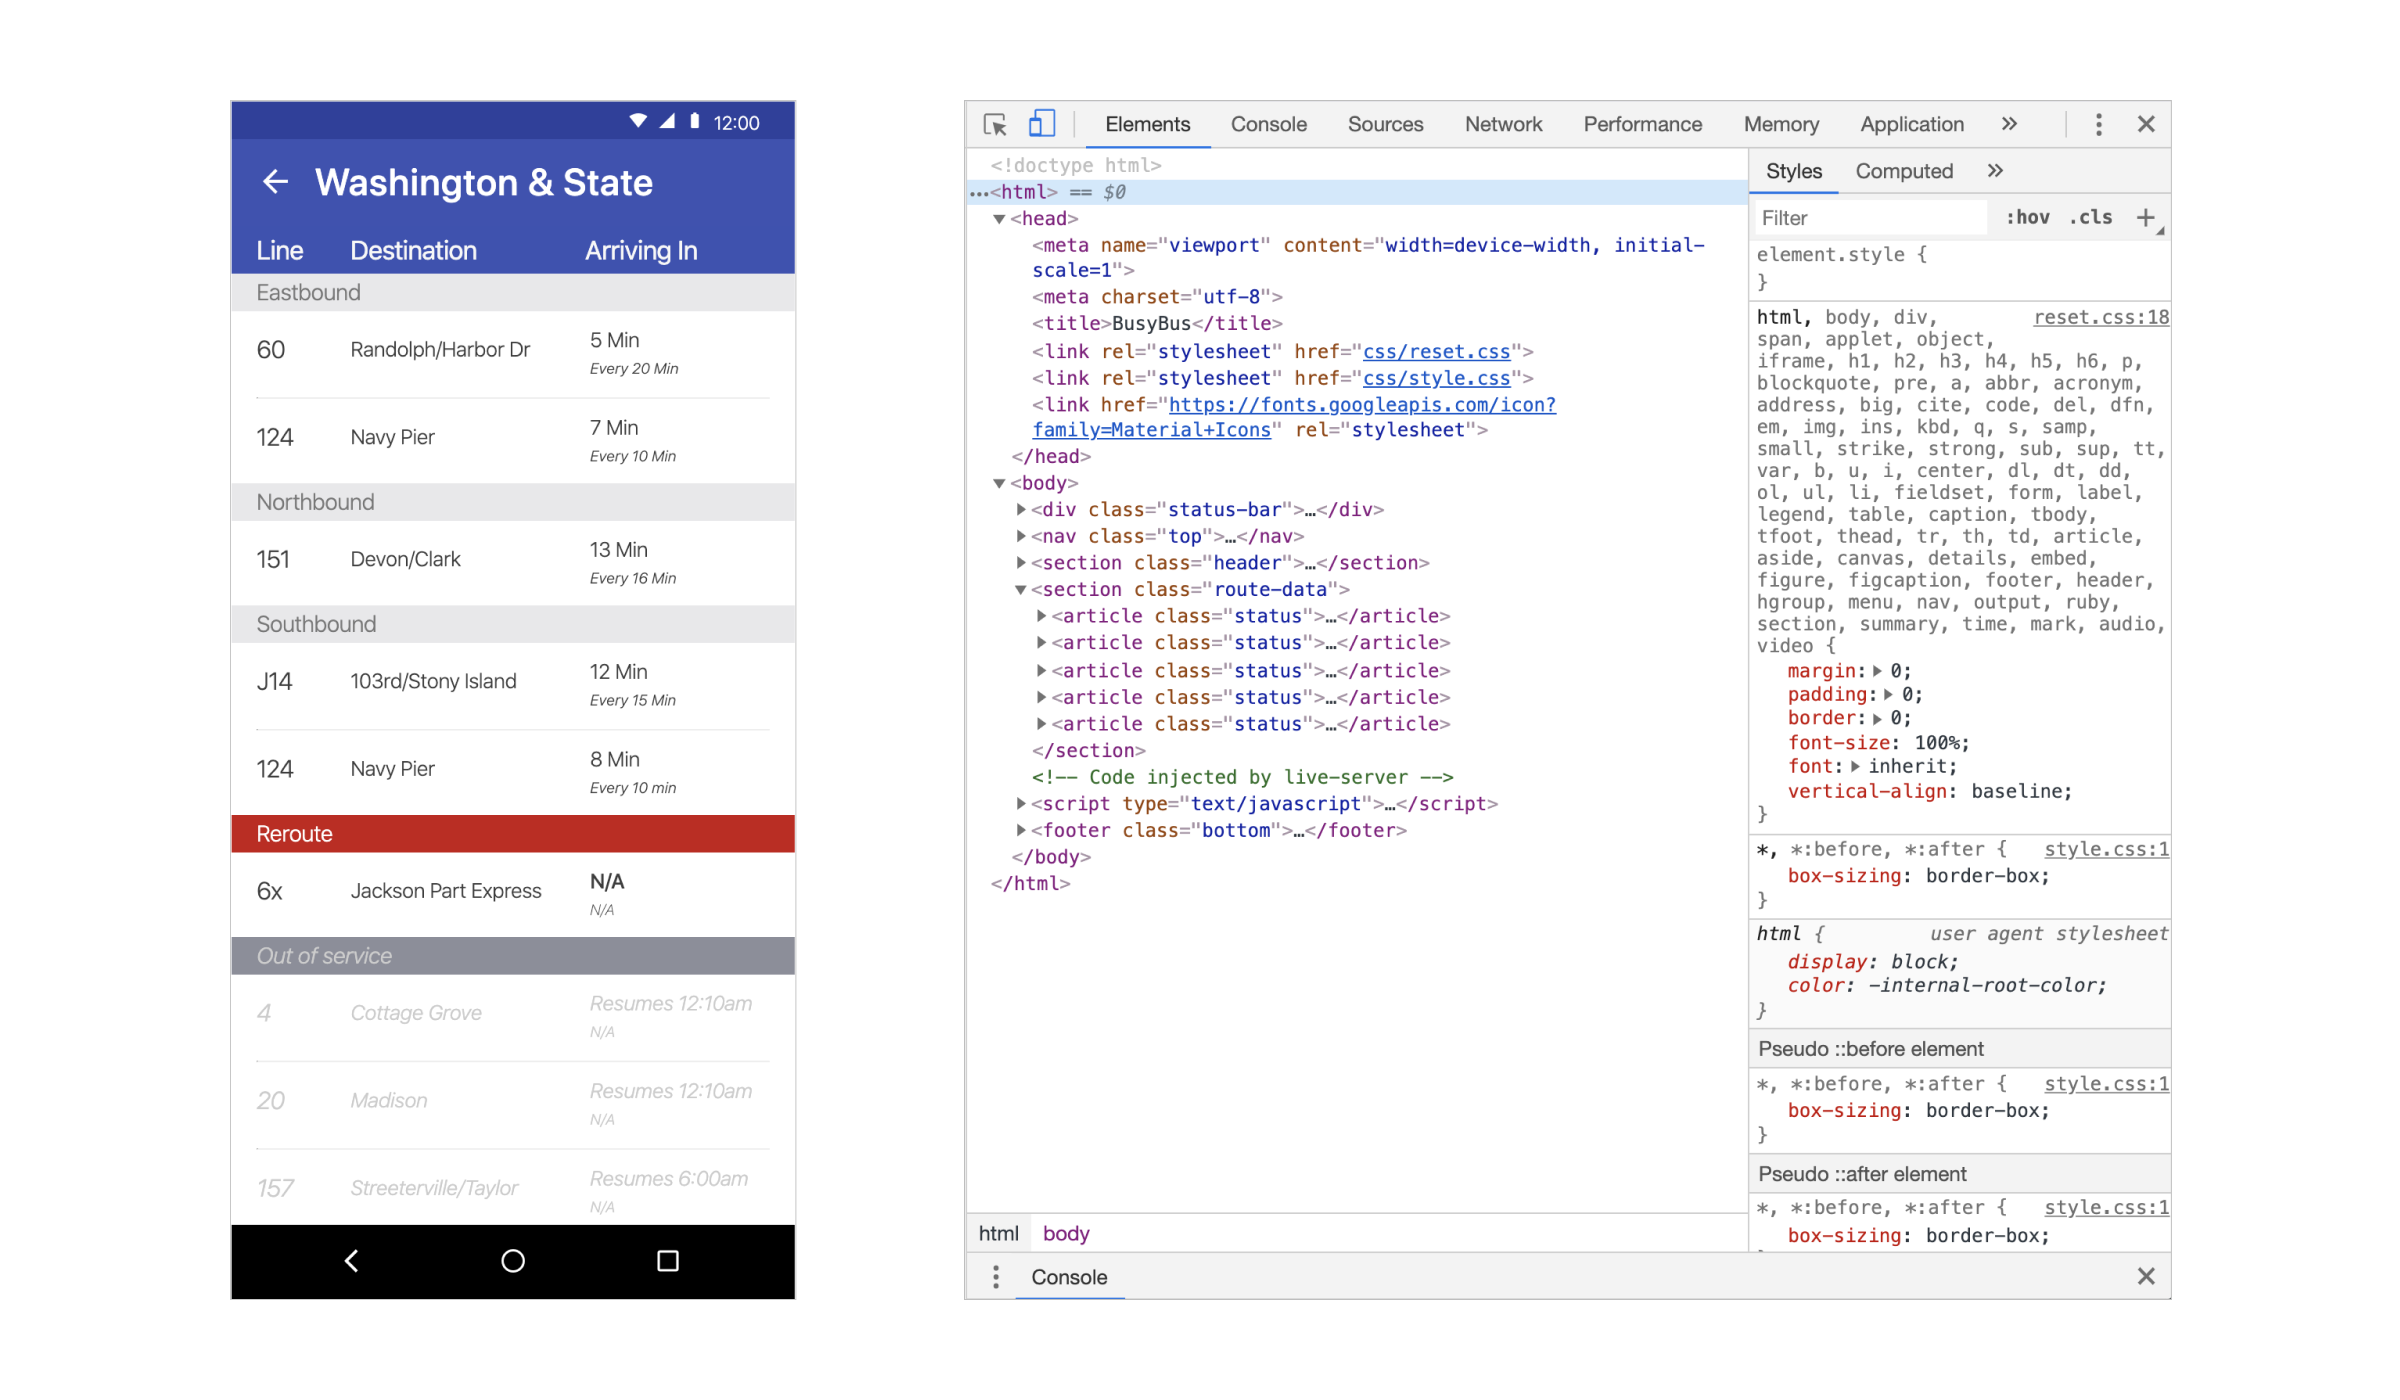 12:00
Washington & State
Line Destination Arriving In
Eastbound
60 Randolph/Harbor Dr 5 Min
Every 20 Min
124 Navy Pier 7 Min
Every 10 Min
Northbound
151 Devon/Clark 13 Min
Every 16 Min
Southbound
J14 103rd/Stony Island 12 Min
Every 15 Min
124 Navy Pier 8 Min
Every 10 min
Reroute
6x Jackson Part Express N/A
N/A
Out of service
4 Cottage Grove Resumes 12:10am
N/A
20 Madison Resumes 12:10am
N/A
157 Streeterville/Taylor Resumes 6:00am
N/A
Elements Console Sources Network Performance Memory Application »
<!doctype html>
…<html> == $0
<head>
<meta name="viewport" content="width=device-width, initial-
scale=1">
<meta charset="utf-8">
<title>BusyBus</title>
<link rel="stylesheet" href="css/reset.css">
<link rel="stylesheet" href="css/style.css">
<link href="https://fonts.googleapis.com/icon?
family=Material+Icons" rel="stylesheet">
</head>
<body>
<div class="status-bar">…</div>
<nav class="top">…</nav>
<section class="header">…</section>
<section class="route-data">
<article class="status">…</article>
<article class="status">…</article>
<article class="status">…</article>
<article class="status">…</article>
<article class="status">…</article>
</section>
<!-- Code injected by live-server -->
<script type="text/javascript">…</script>
<footer class="bottom">…</footer>
</body>
</html>
html body
Console
Styles Computed »
Filter :hov .cls +
element.style {
}
html, body, div, reset.css:18
span, applet, object,
iframe, h1, h2, h3, h4, h5, h6, p,
blockquote, pre, a, abbr, acronym,
address, big, cite, code, del, dfn,
em, img, ins, kbd, q, s, samp,
small, strike, strong, sub, sup, tt,
var, b, u, i, center, dl, dt, dd,
ol, ul, li, fieldset, form, label,
legend, table, caption, tbody,
tfoot, thead, tr, th, td, article,
aside, canvas, details, embed,
figure, figcaption, footer, header,
hgroup, menu, nav, output, ruby,
section, summary, time, mark, audio,
video {
margin: 0;
padding: 0;
border: 0;
font-size: 100%;
font: inherit;
vertical-align: baseline;
}
*, *:before, *:after { style.css:1
box-sizing: border-box;
}
html { user agent stylesheet
display: block;
color: -internal-root-color;
}
Pseudo ::before element
*, *:before, *:after { style.css:1
box-sizing: border-box;
}
Pseudo ::after element
*, *:before, *:after { style.css:1
box-sizing: border-box;